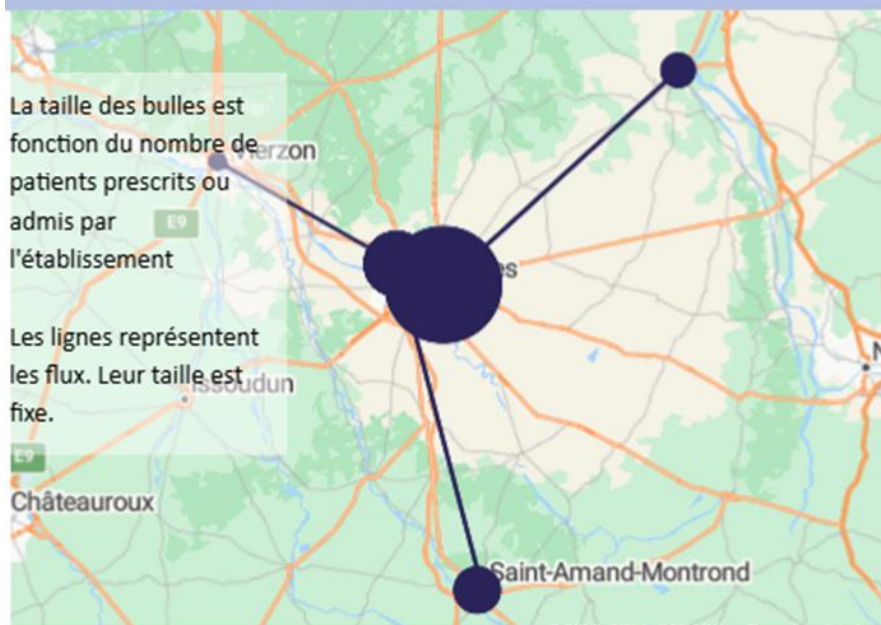 La taille des bulles est
fonction du nombre de
patients prescrits ou
admis par
l'établissement
Les lignes représentent
les flux. Leur taille est
fixe.
Vierzon
E9
es
Issoudun
E9
Châteauroux
N
Saint-Amand-Montrond